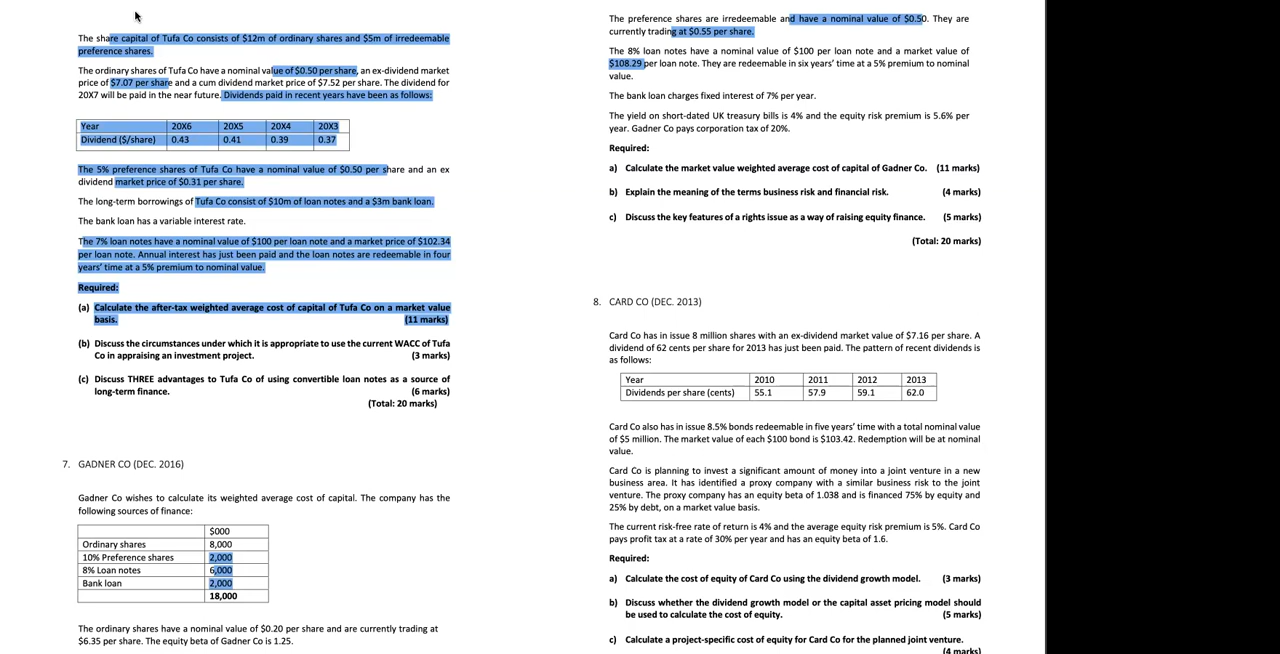 The share capital of Tufa Co consists of $12m of ordinary shares and $5m of irredeemable
preference shares.
The ordinary shares of Tufa Co have a nominal value of $0.50 per share, an ex-dividend market
price of $7.07 per share and a cum dividend market price of $7.52 per share. The dividend for
20X7 will be paid in the near future. Dividends paid in recent years have been as follows:
Year 20X6 20X5 20X4 20X3
Dividend ($/share) 0.43 0.41 0.39 0.37
The 5% preference shares of Tufa Co have a nominal value of $0.50 per share and an ex
dividend market price of $0.31 per share.
The long-term borrowings of Tufa Co consist of $10m of loan notes and a $3m bank loan.
The bank loan has a variable interest rate.
The 7% loan notes have a nominal value of $100 per loan note and a market price of $102.34
per loan note. Annual interest has just been paid and the loan notes are redeemable in four
years' time at a 5% premium to nominal value.
Required:
(a) Calculate the after-tax weighted average cost of capital of Tufa Co on a market value
basis. (11 marks)
(b) Discuss the circumstances under which it is appropriate to use the current WACC of Tufa
Co in appraising an investment project. (3 marks)
(c) Discuss THREE advantages to Tufa Co of using convertible loan notes as a source of
long-term finance. (6 marks)
(Total: 20 marks)
7. GADNER CO (DEC. 2016)
Gadner Co wishes to calculate its weighted average cost of capital. The company has the
following sources of finance:
$000
Ordinary shares 8,000
10% Preference shares 2,000
8% Loan notes 6,000
Bank loan 2,000
18,000
The ordinary shares have a nominal value of $0.20 per share and are currently trading at
$6.35 per share. The equity beta of Gadner Co is 1.25.
The preference shares are irredeemable and have a nominal value of $0.50. They are
currently trading at $0.55 per share.
The 8% loan notes have a nominal value of $100 per loan note and a market value of
$108.29 per loan note. They are redeemable in six years' time at a 5% premium to nominal
value.
The bank loan charges fixed interest of 7% per year.
The yield on short-dated UK treasury bills is 4% and the equity risk premium is 5.6% per
year. Gadner Co pays corporation tax of 20%.
Required:
a) Calculate the market value weighted average cost of capital of Gadner Co. (11 marks)
b) Explain the meaning of the terms business risk and financial risk. (4 marks)
c) Discuss the key features of a rights issue as a way of raising equity finance. (5 marks)
(Total: 20 marks)
8. CARD CO (DEC. 2013)
Card Co has in issue 8 million shares with an ex-dividend market value of $7.16 per share. A
dividend of 62 cents per share for 2013 has just been paid. The pattern of recent dividends is
as follows:
Year 2010 2011 2012 2013
Dividends per share (cents) 55.1 57.9 59.1 62.0
Card Co also has in issue 8.5% bonds redeemable in five years' time with a total nominal value
of $5 million. The market value of each $100 bond is $103.42. Redemption will be at nominal
value.
Card Co is planning to invest a significant amount of money into a joint venture in a new
business area. It has identified a proxy company with a similar business risk to the joint
venture. The proxy company has an equity beta of 1.038 and is financed 75% by equity and
25% by debt, on a market value basis.
The current risk-free rate of return is 4% and the average equity risk premium is 5%. Card Co
pays profit tax at a rate of 30% per year and has an equity beta of 1.6.
Required:
a) Calculate the cost of equity of Card Co using the dividend growth model. (3 marks)
b) Discuss whether the dividend growth model or the capital asset pricing model should
be used to calculate the cost of equity. (5 marks)
c) Calculate a project-specific cost of equity for Card Co for the planned joint venture.
(4 marks)